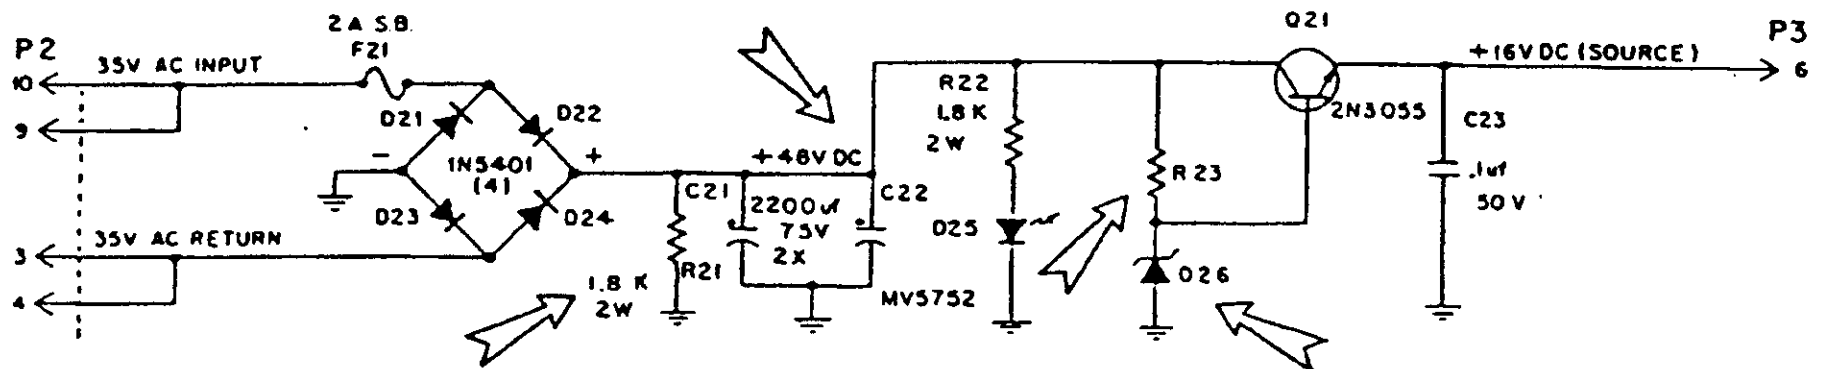 2A S.B.
F21
P2
10
35V AC INPUT
9
D21
D22
-
+
1N5401
(4)
D23
D24
3
35V AC RETURN
4
1.8 K
2W
R21
C21
2200uf
75V
2X
+48VDC
C22
R22
1.8K
2W
D25
MV5752
R23
D26
Q21
2N3055
+16VDC (SOURCE)
C23
.1uf
50V
P3
6